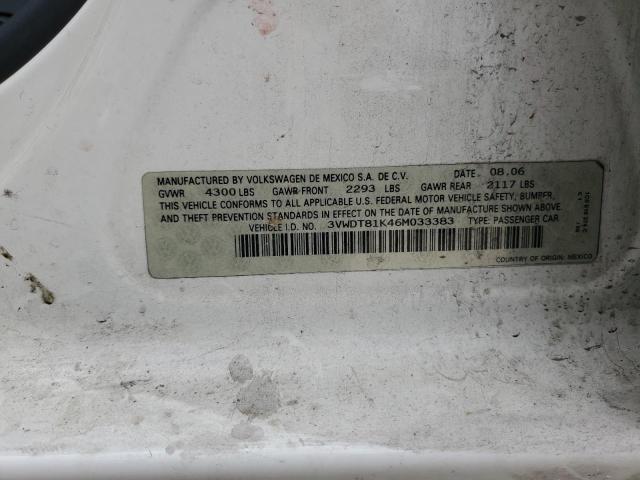 MANUFACTURED BY VOLKSWAGEN DE MEXICO S.A. DE C.V. DATE 08.06
GVWR 4300 LBS GAWR FRONT 2293 LBS GAWR REAR 2117 LBS
THIS VEHICLE CONFORMS TO ALL APPLICABLE U.S. FEDERAL MOTOR VEHICLE SAFETY, BUMPER,
AND THEFT PREVENTION STANDARDS IN EFFECT ON THE DATE OF MANUFACTURE SHOWN ABOVE.
VEHICLE I.D. NO. 3VWDT81K46M033383 TYPE: PASSENGER CAR
COUNTRY OF ORIGIN: MEXICO